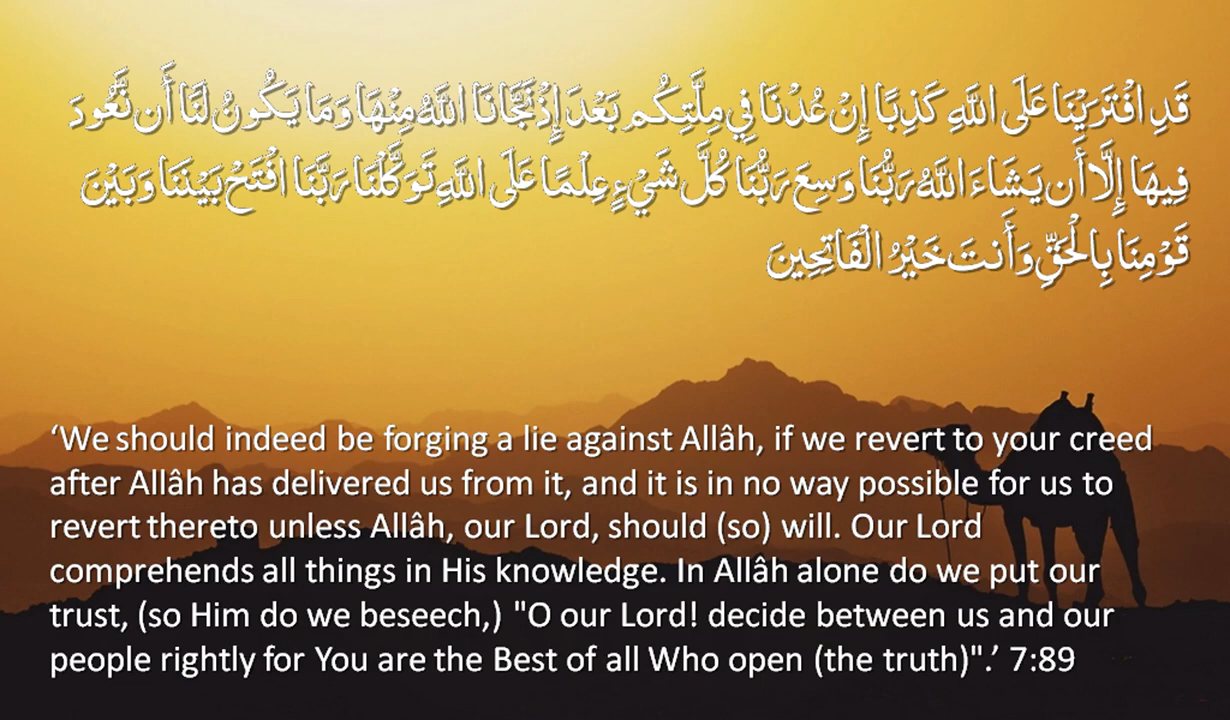 قَدِ افْتَرَيْنَا عَلَى اللَّهِ كَذِبًا إِنْ عُدْنَا فِي مِلَّتِكُم بَعْدَ إِذْ نَجَّانَا اللَّهُ مِنْهَا وَمَا يَكُونُ لَنَا أَن نَّعُودَ
فِيهَا إِلَّا أَن يَشَاءَ اللَّهُ رَبُّنَا وَسِعَ رَبُّنَا كُلَّ شَيْءٍ عِلْمًا عَلَى اللَّهِ تَوَكَّلْنَا رَبَّنَا افْتَحْ بَيْنَنَا وَبَيْنَ
قَوْمِنَا بِالْحَقِّ وَأَنتَ خَيْرُ الْفَاتِحِينَ
‘We should indeed be forging a lie against Allâh, if we revert to your creed
after Allâh has delivered us from it, and it is in no way possible for us to
revert thereto unless Allâh, our Lord, should (so) will. Our Lord
comprehends all things in His knowledge. In Allâh alone do we put our
trust, (so Him do we beseech,) "O our Lord! decide between us and our
people rightly for You are the Best of all Who open (the truth)".’ 7:89